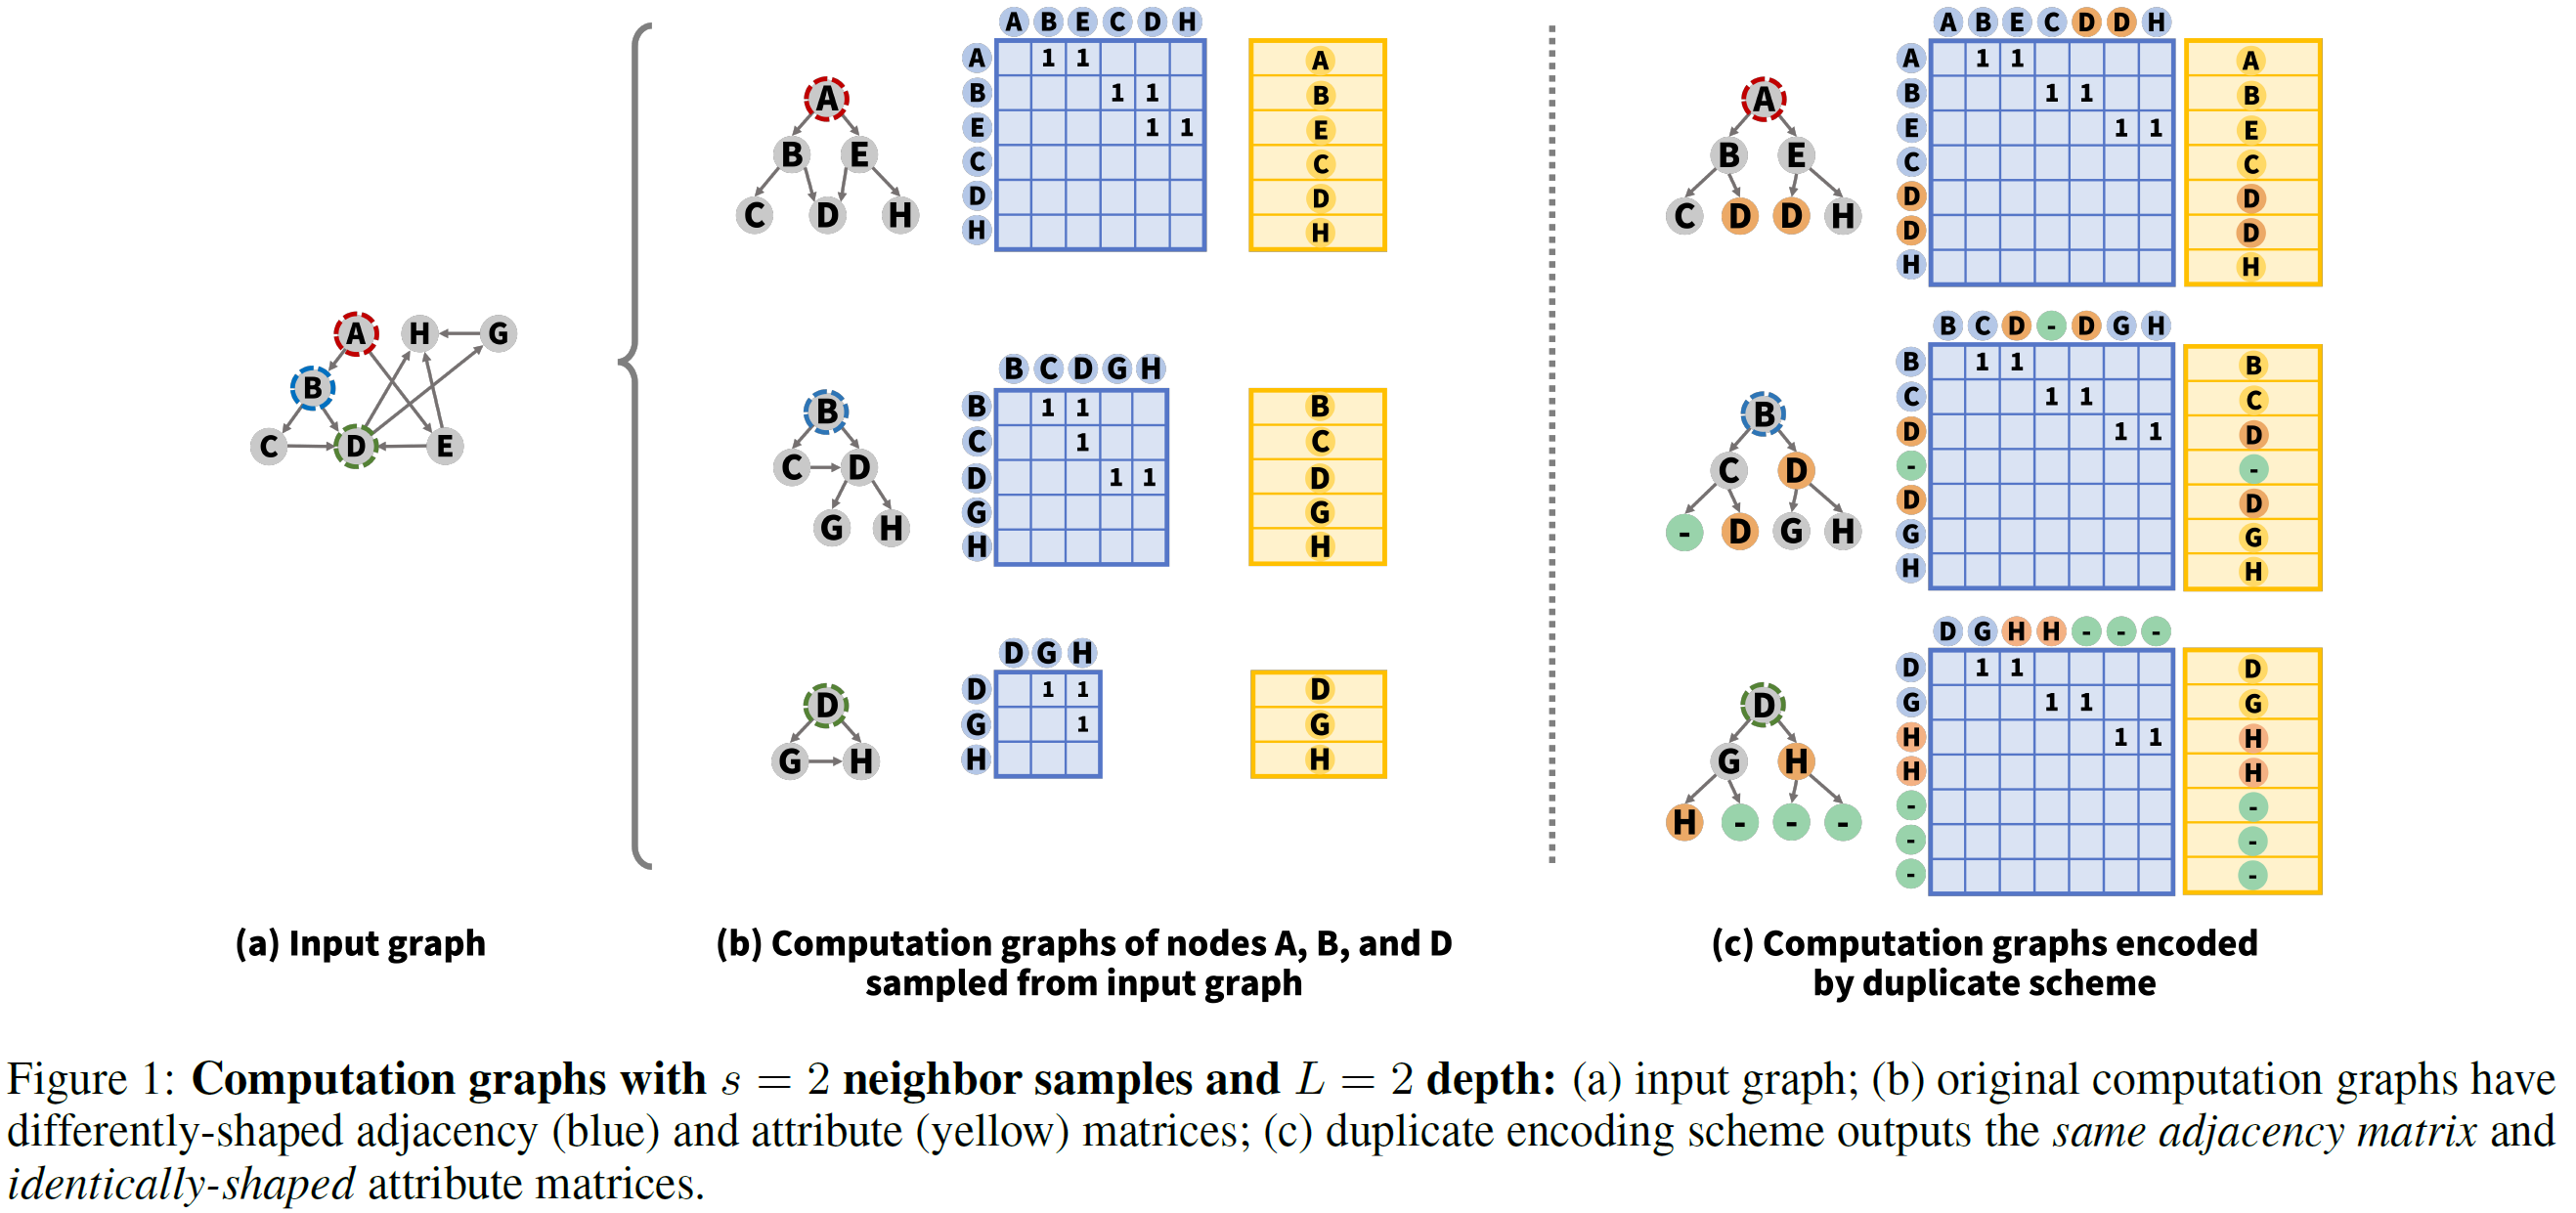 A H G
B
C D E
A
B E
C D H
A B E C D H
A 1 1
B 1 1
E 1 1
C
D
H
A
B
E
C
D
H
B
C D
G H
B C D G H
B 1 1
C 1
D 1 1
G
H
B
C
D
G
H
D
G H
D G H
D 1 1
G 1
H
D
G
H
A
B E
C D D H
A B E C D D H
A 1 1
B 1 1
E 1 1
C
D
D
H
A
B
E
C
D
D
H
B
C D
- D G H
B C D - D G H
B 1 1
C 1 1
D 1 1
-
D
G
H
B
C
D
-
D
G
H
D
G H
H - - -
D G H H - - -
D 1 1
G 1 1
H 1 1
H
-
-
-
D
G
H
H
-
-
-
(a) Input graph
(b) Computation graphs of nodes A, B, and D
sampled from input graph
(c) Computation graphs encoded
by duplicate scheme
Figure 1: Computation graphs with s = 2 neighbor samples and L = 2 depth: (a) input graph; (b) original computation graphs have
differently-shaped adjacency (blue) and attribute (yellow) matrices; (c) duplicate encoding scheme outputs the same adjacency matrix and
identically-shaped attribute matrices.